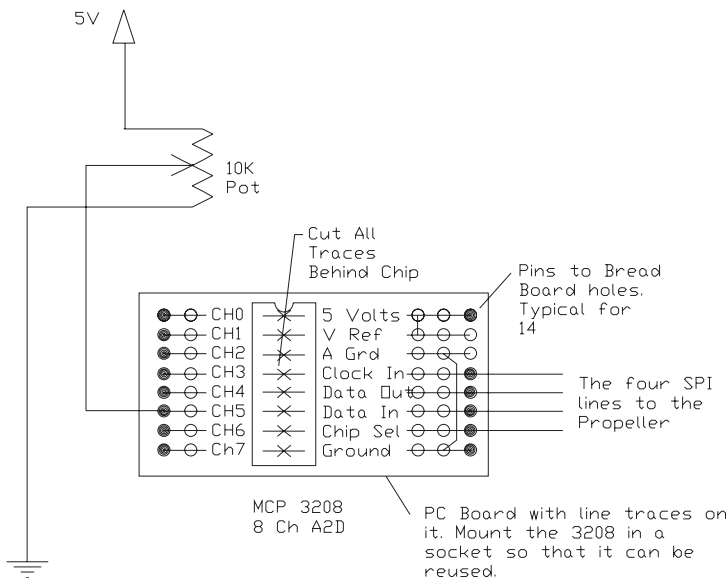 5V
10K
Pot
Cut All
Traces
Behind Chip
Pins to Bread
Board holes.
Typical for
14
CH0
CH1
CH2
CH3
CH4
CH5
CH6
Ch7
5 Volts
V Ref
A Grd
Clock In
Data Out
Data In
Chip Sel
Ground
The four SPI
lines to the
Propeller
MCP 3208
8 Ch A2D
PC Board with line traces on
it. Mount the 3208 in a
socket so that it can be
reused.